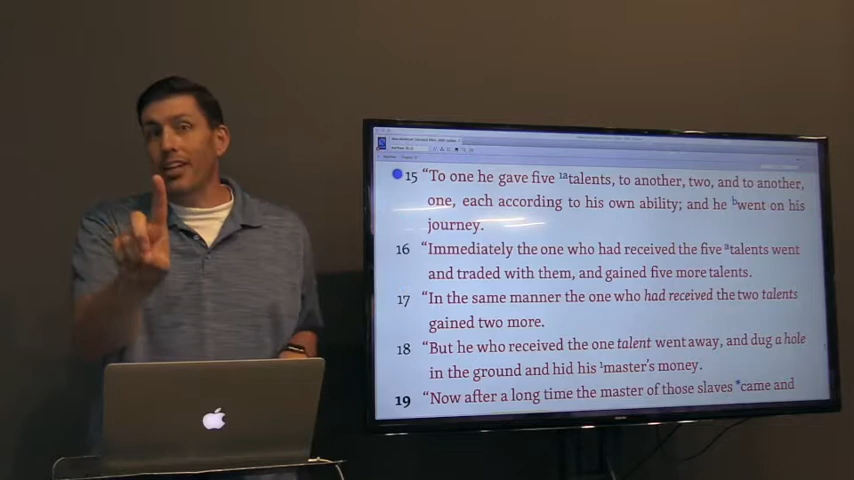 15 “To one he gave five ¹ᵃtalents, to another, two, and to another,
one, each according to his own ability; and he ᵇwent on his
journey.
16 “Immediately the one who had received the five ᵃtalents went
and traded with them, and gained five more talents.
17 “In the same manner the one who had received the two talents
gained two more.
18 “But he who received the one talent went away, and dug a hole
in the ground and hid his ¹master’s money.
19 “Now after a long time the master of those slaves *came and